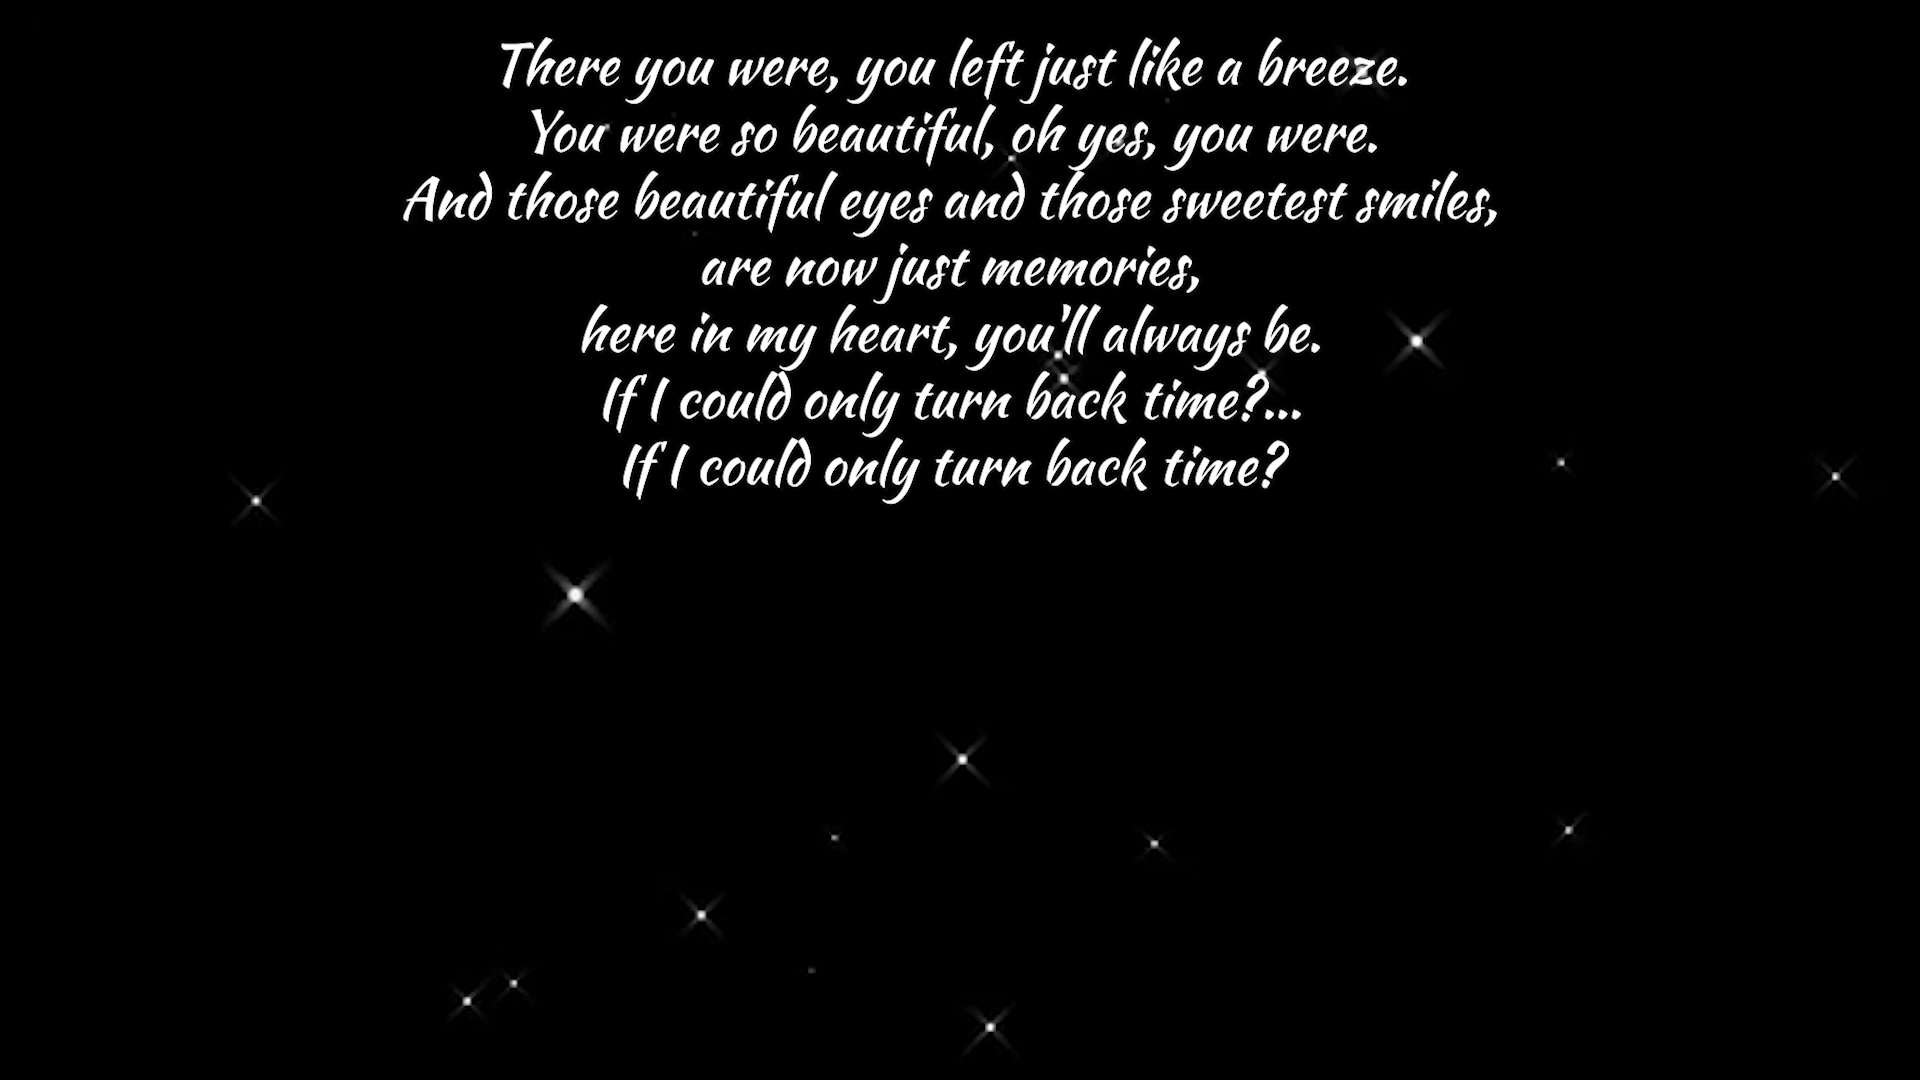 There you were, you left just like a breeze.
You were so beautiful, oh yes, you were.
And those beautiful eyes and those sweetest smiles,
are now just memories,
here in my heart, you'll always be.
If I could only turn back time?...
If I could only turn back time?